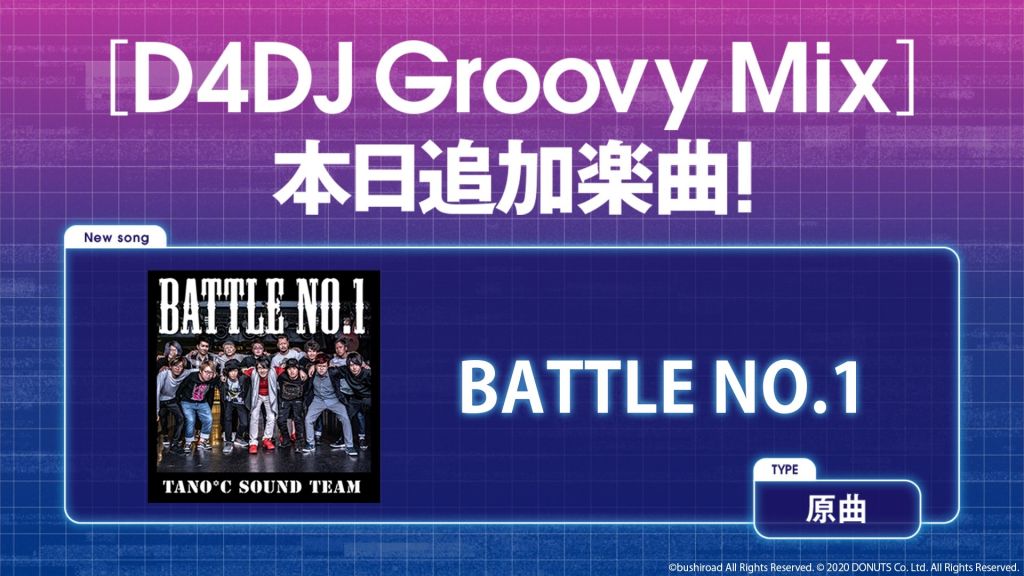 [D4DJ Groovy Mix]
本日追加楽曲!
New song
BATTLE NO.1
TANO*C SOUND TEAM
BATTLE NO.1
TYPE
原曲
©bushiroad All Rights Reserved. © 2020 DONUTS Co. Ltd. All Rights Reserved.